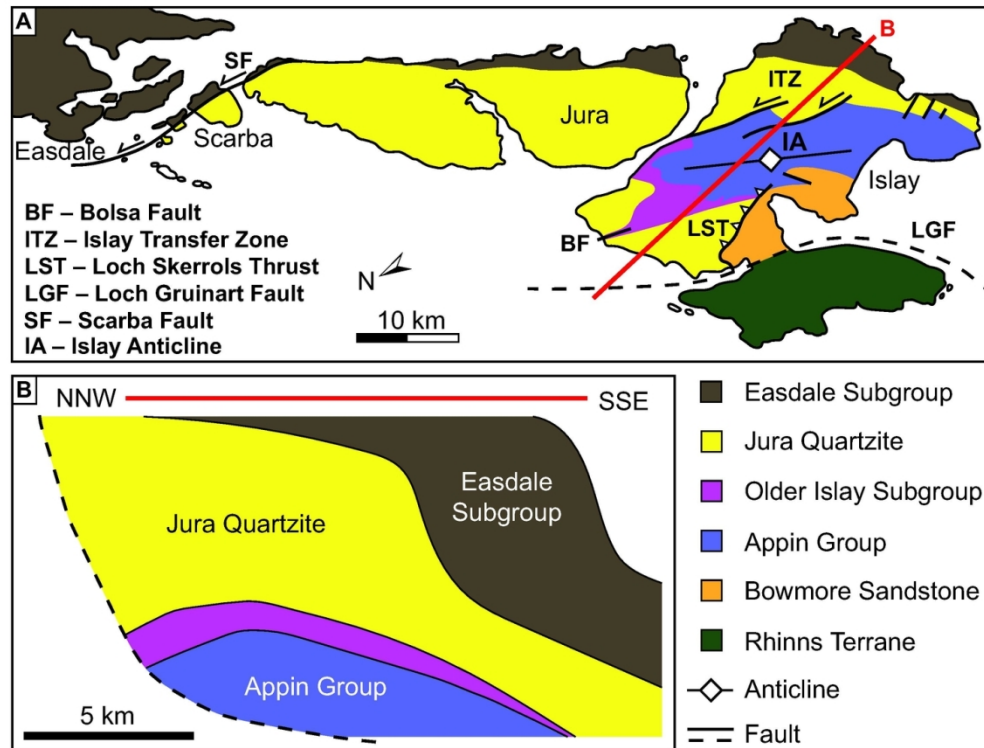 A
B
SF
ITZ
Jura
Scarba
Easdale
IA
Islay
BF – Bolsa Fault
ITZ – Islay Transfer Zone
LST – Loch Skerrols Thrust
LGF – Loch Gruinart Fault
SF – Scarba Fault
IA – Islay Anticline
BF
LST
LGF
N
10 km
B
NNW
SSE
Easdale
Subgroup
Jura Quartzite
Appin Group
5 km
Easdale Subgroup
Jura Quartzite
Older Islay Subgroup
Appin Group
Bowmore Sandstone
Rhinns Terrane
Anticline
Fault